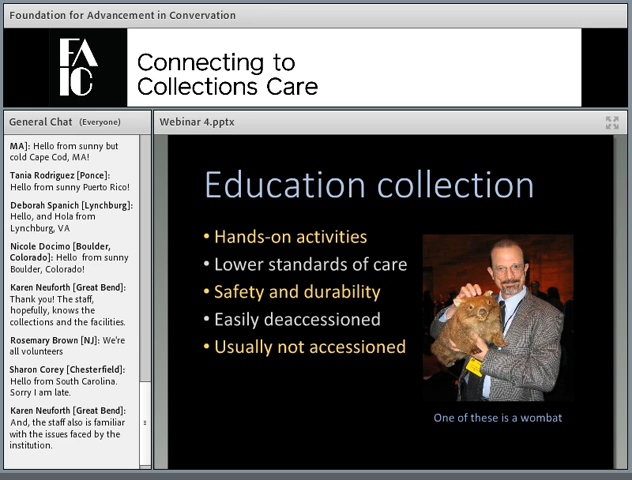 Foundation for Advancement in Convervation
FA
IC
Connecting to
Collections Care
General Chat (Everyone)
MA]: Hello from sunny but
cold Cape Cod, MA!
Tania Rodriguez [Ponce]:
Hello from sunny Puerto Rico!
Deborah Spanich [Lynchburg]:
Hello, and Hola from
Lynchburg, VA
Nicole Docimo [Boulder,
Colorado]: Hello from sunny
Boulder, Colorado!
Karen Neuforth [Great Bend]:
Thank you! The staff,
hopefully, knows the
collections and the facilities.
Rosemary Brown [NJ]: We're
all volunteers
Sharon Corey [Chesterfield]:
Hello from South Carolina.
Sorry I am late.
Karen Neuforth [Great Bend]:
And, the staff also is familiar
with the issues faced by the
institution.
Webinar 4.pptx
Education collection
• Hands-on activities
• Lower standards of care
• Safety and durability
• Easily deaccessioned
• Usually not accessioned
One of these is a wombat